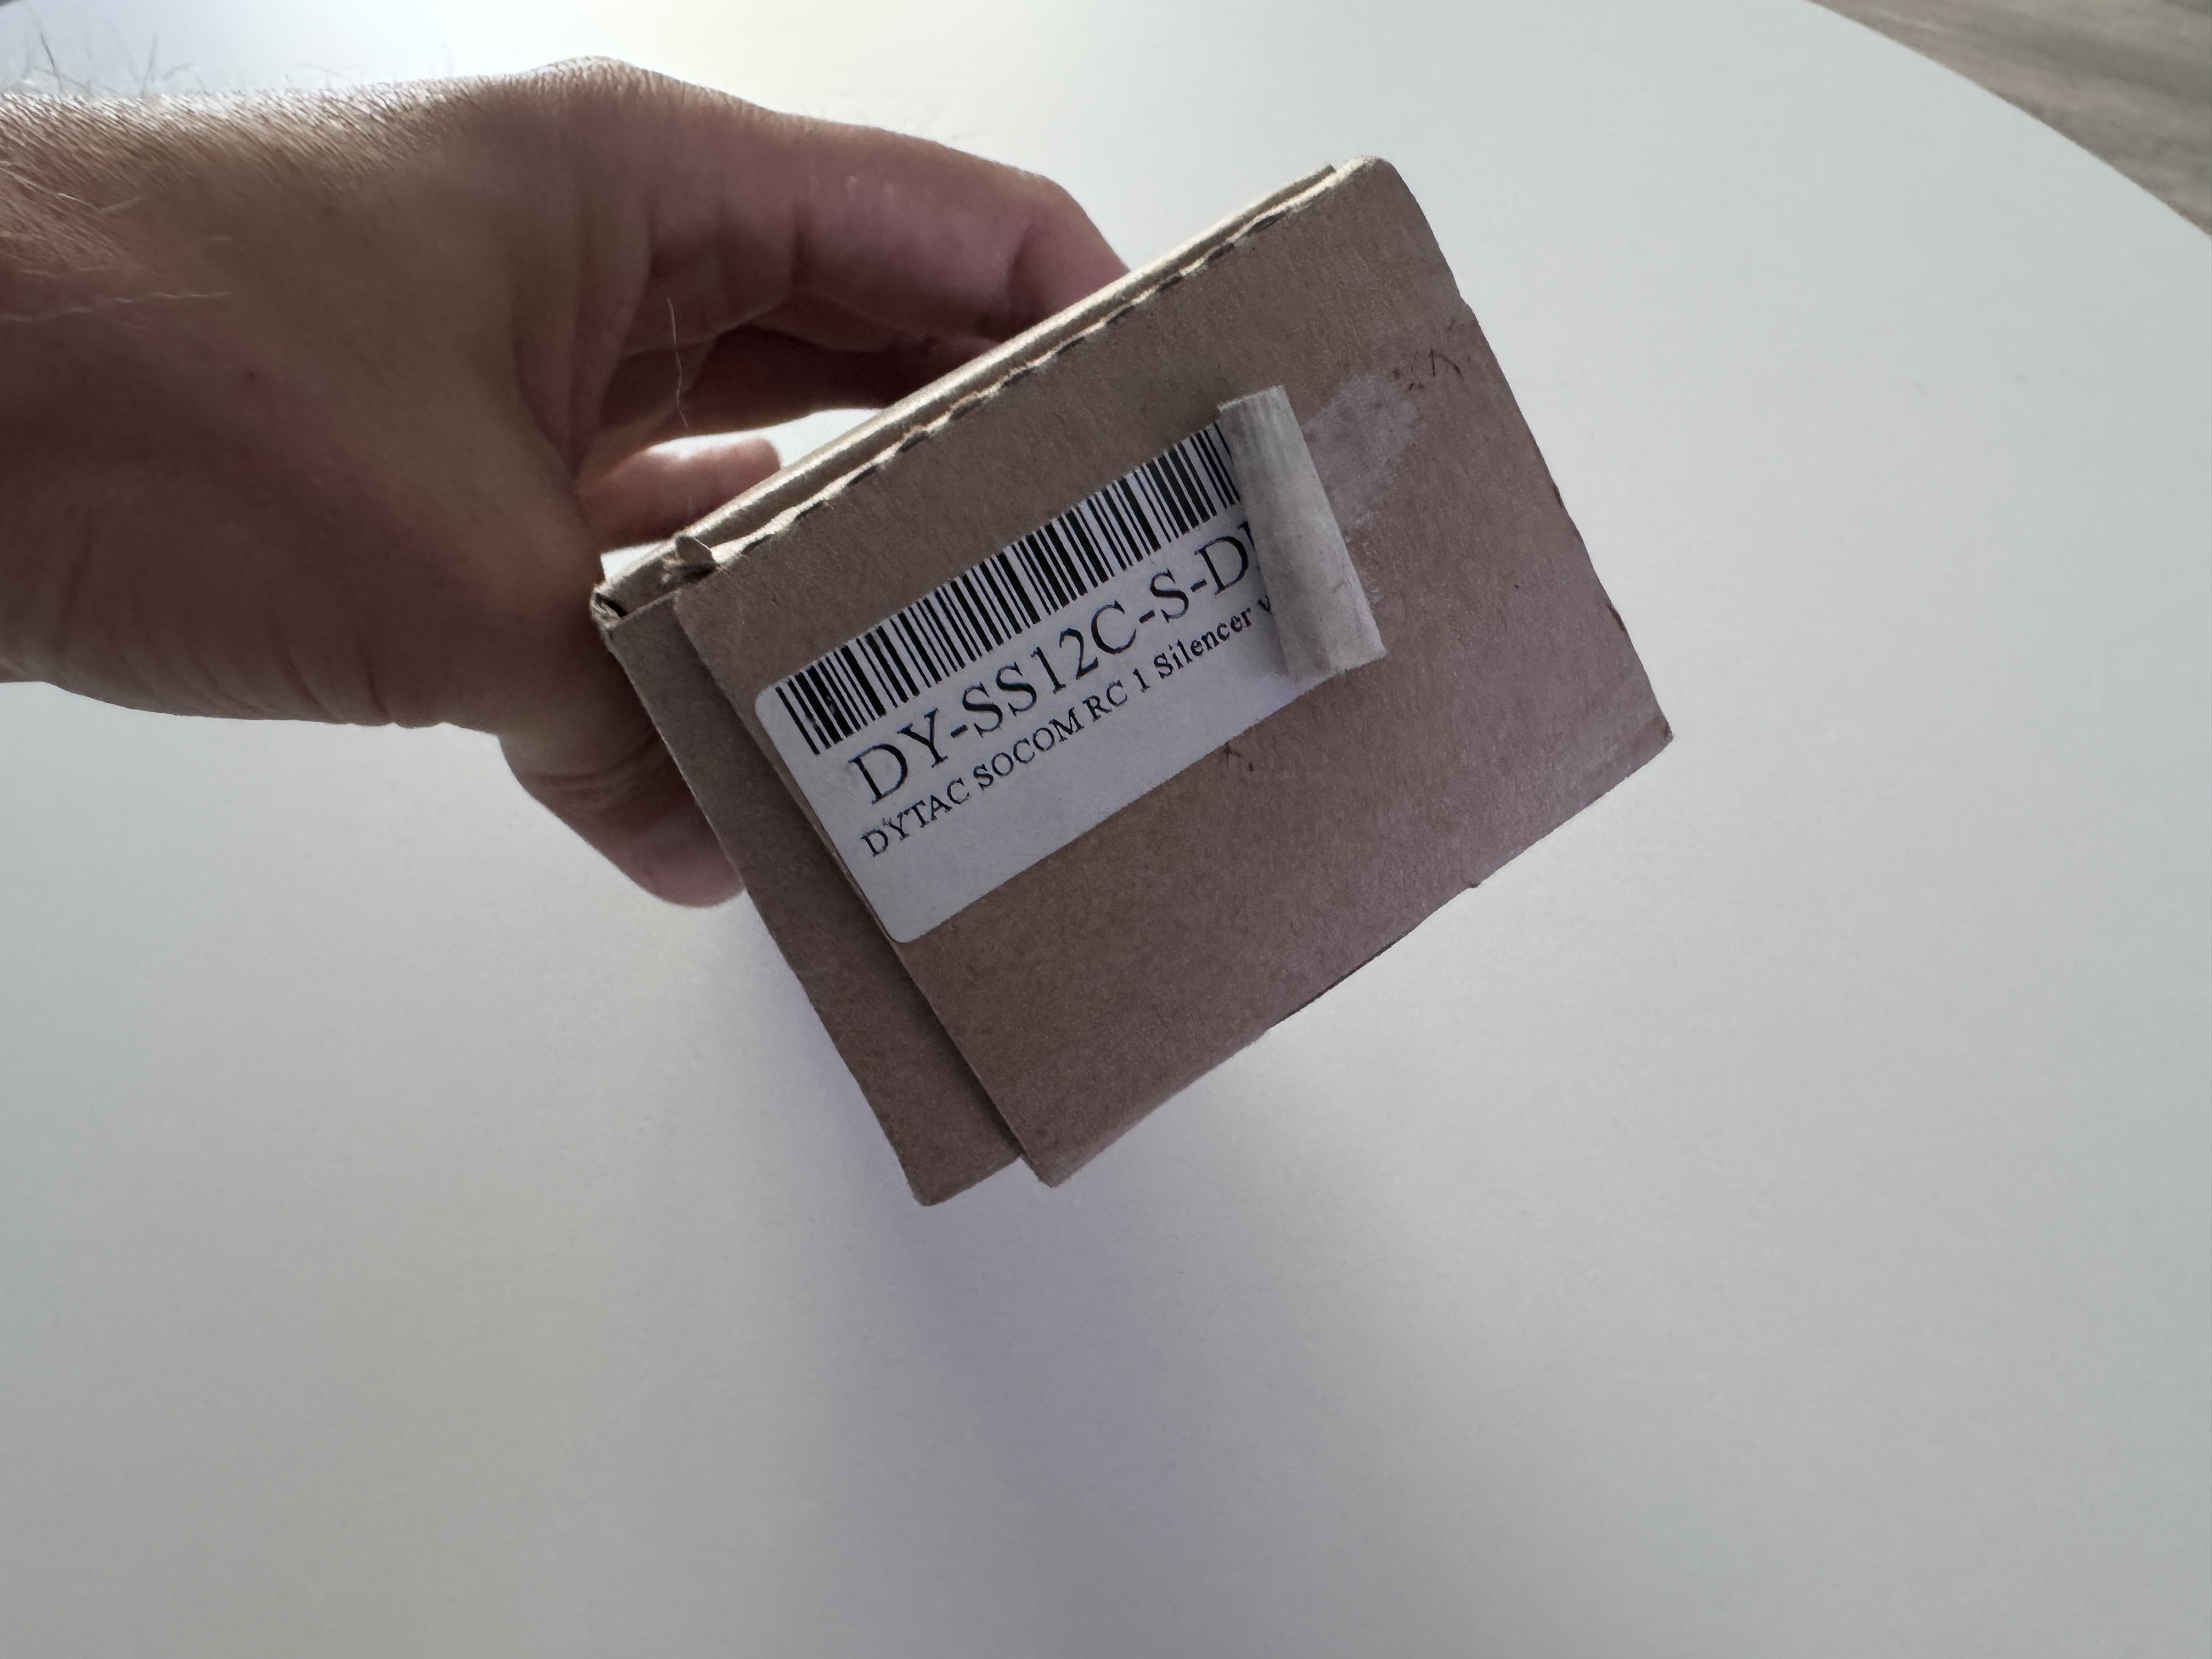 DY-SS12C-S-D
DYTAC SOCOM RC 1 Silencer